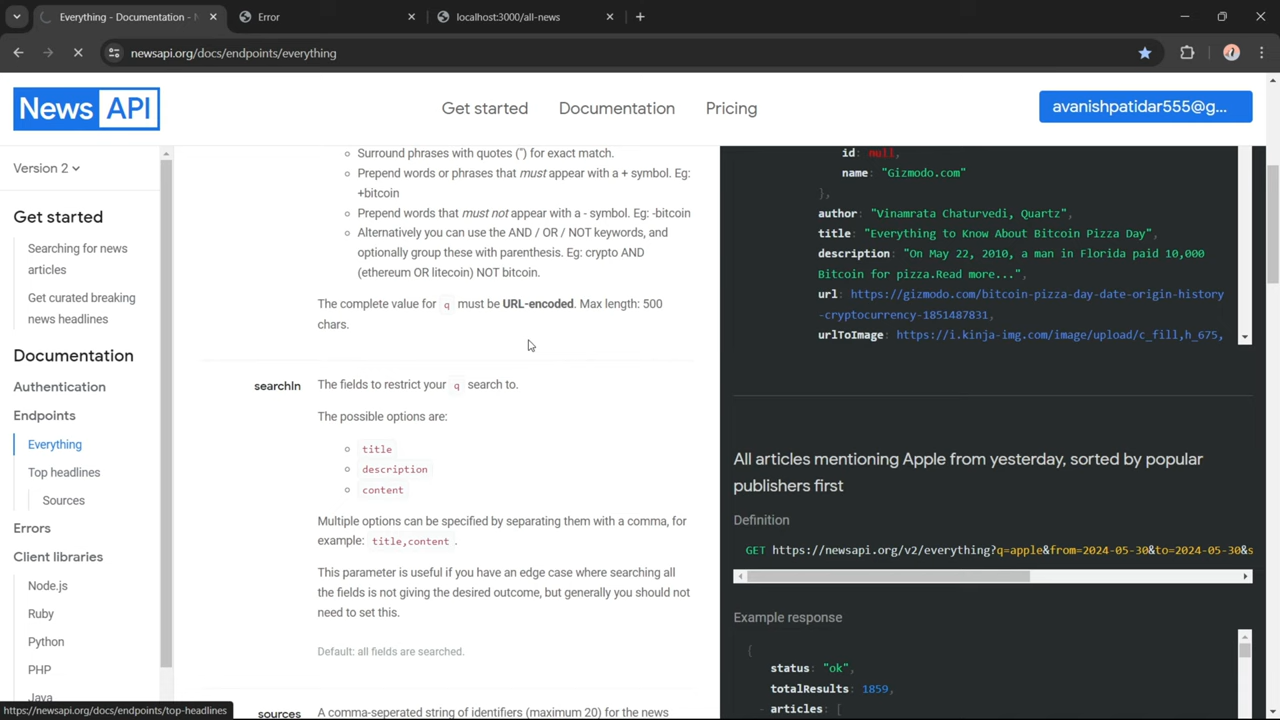 Everything - Documentation -
Error
localhost:3000/all-news
newsapi.org/docs/endpoints/everything
News API
Get started
Documentation
Pricing
avanishpatidar555@g...
Version 2
Get started
Searching for news
articles
Get curated breaking
news headlines
Documentation
Authentication
Endpoints
Everything
Top headlines
Sources
Errors
Client libraries
Node.js
Ruby
Python
PHP
Java
https://newsapi.org/docs/endpoints/top-headlines
Surround phrases with quotes (") for exact match.
Prepend words or phrases that must appear with a + symbol. Eg:
+bitcoin
Prepend words that must not appear with a - symbol. Eg: -bitcoin
Alternatively you can use the AND / OR / NOT keywords, and
optionally group these with parenthesis. Eg: crypto AND
(ethereum OR litecoin) NOT bitcoin.
The complete value for q must be URL-encoded. Max length: 500
chars.
searchIn
The fields to restrict your q search to.
The possible options are:
title
description
content
Multiple options can be specified by separating them with a comma, for
example: title,content .
This parameter is useful if you have an edge case where searching all
the fields is not giving the desired outcome, but generally you should not
need to set this.
Default: all fields are searched.
sources
A comma-seperated string of identifiers (maximum 20) for the news
id: null,
name: "Gizmodo.com"
},
author: "Vinamrata Chaturvedi, Quartz",
title: "Everything to Know About Bitcoin Pizza Day",
description: "On May 22, 2010, a man in Florida paid 10,000
Bitcoin for pizza.Read more...",
url: https://gizmodo.com/bitcoin-pizza-day-date-origin-history
-cryptocurrency-1851487831,
urlToImage: https://i.kinja-img.com/image/upload/c_fill,h_675,
All articles mentioning Apple from yesterday, sorted by popular
publishers first
Definition
GET https://newsapi.org/v2/everything?q=apple&from=2024-05-30&to=2024-05-30&s
Example response
{
status: "ok",
totalResults: 1859,
- articles: [